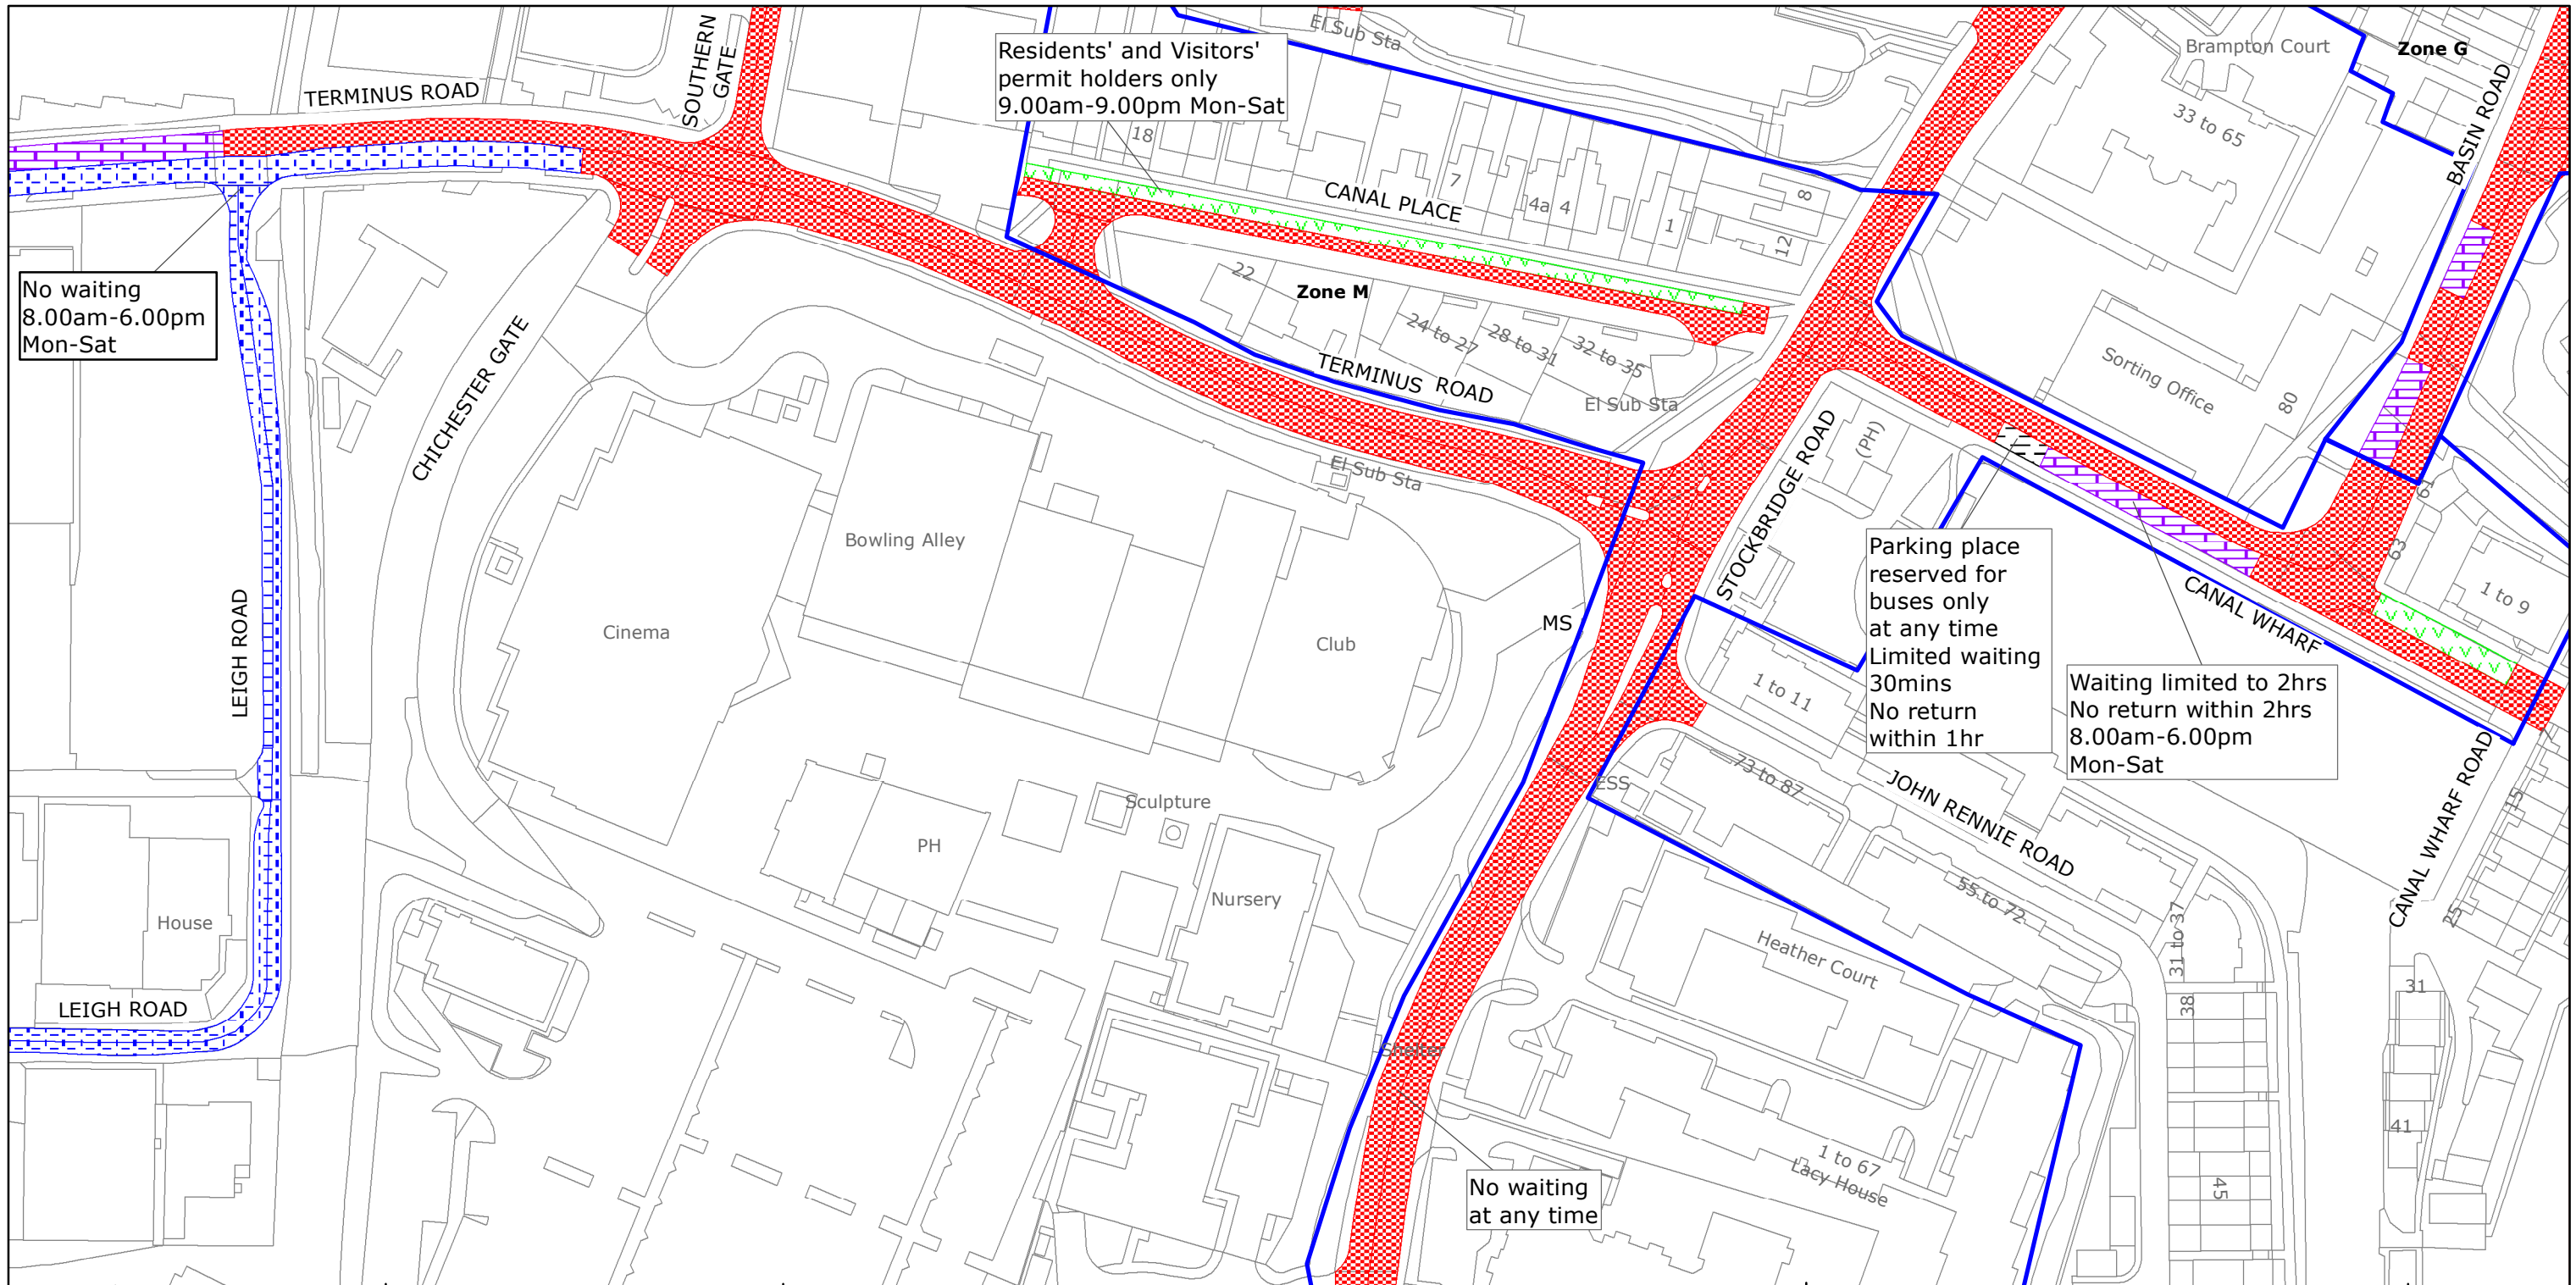 El Sub Sta
Brampton Court
Zone G
SOUTHERN
GATE
Residents' and Visitors'
permit holders only
9.00am-9.00pm Mon-Sat
TERMINUS ROAD
BASIN ROAD
33 to 65
18
CANAL PLACE
7
4a 4
1
8
12
No waiting
8.00am-6.00pm
Mon-Sat
22
Zone M
24 to 27
28 to 31
32 to 35
TERMINUS ROAD
El Sub Sta
Sorting Office
80
CHICHESTER GATE
STOCKBRIDGE ROAD
(PH)
El Sub Sta
61
63
1 to 9
Bowling Alley
Parking place
reserved for
buses only
at any time
Limited waiting
30mins
No return
within 1hr
CANAL WHARF
Waiting limited to 2hrs
No return within 2hrs
8.00am-6.00pm
Mon-Sat
LEIGH ROAD
Cinema
Club
MS
1 to 11
ESS
73 to 87
JOHN RENNIE ROAD
CANAL WHARF ROAD
15
25
Sculpture
PH
Nursery
55 to 72
31 to 37
38
House
LEIGH ROAD
Heather Court
31
Shelter
41
45
1 to 67
Lacy House
No waiting
at any time